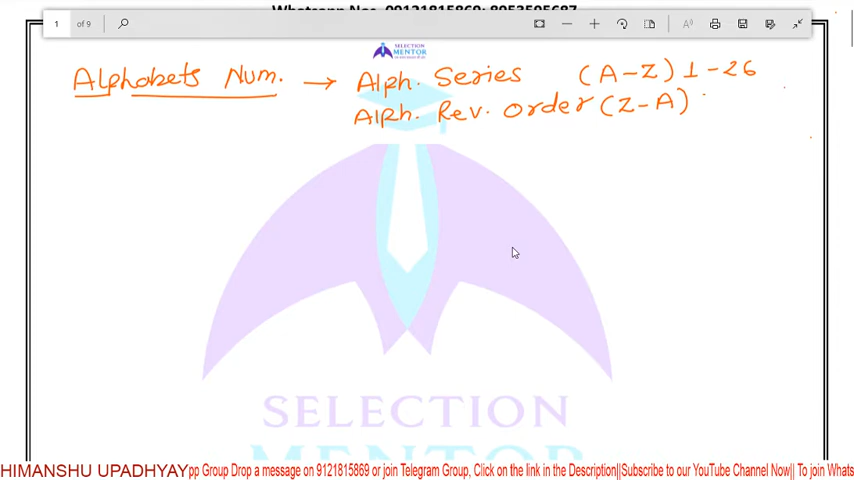 1 of 9
SELECTION
MENTOR
Alphabets Num. → Alph. Series (A-Z) 1-26
Alph. Rev. Order (Z-A)
SELECTION
MENTOR
HIMANSHU UPADHYAY pp Group Drop a message on 9121815869 or join Telegram Group, Click on the link in the Description||Subscribe to our YouTube Channel Now|| To join Whats